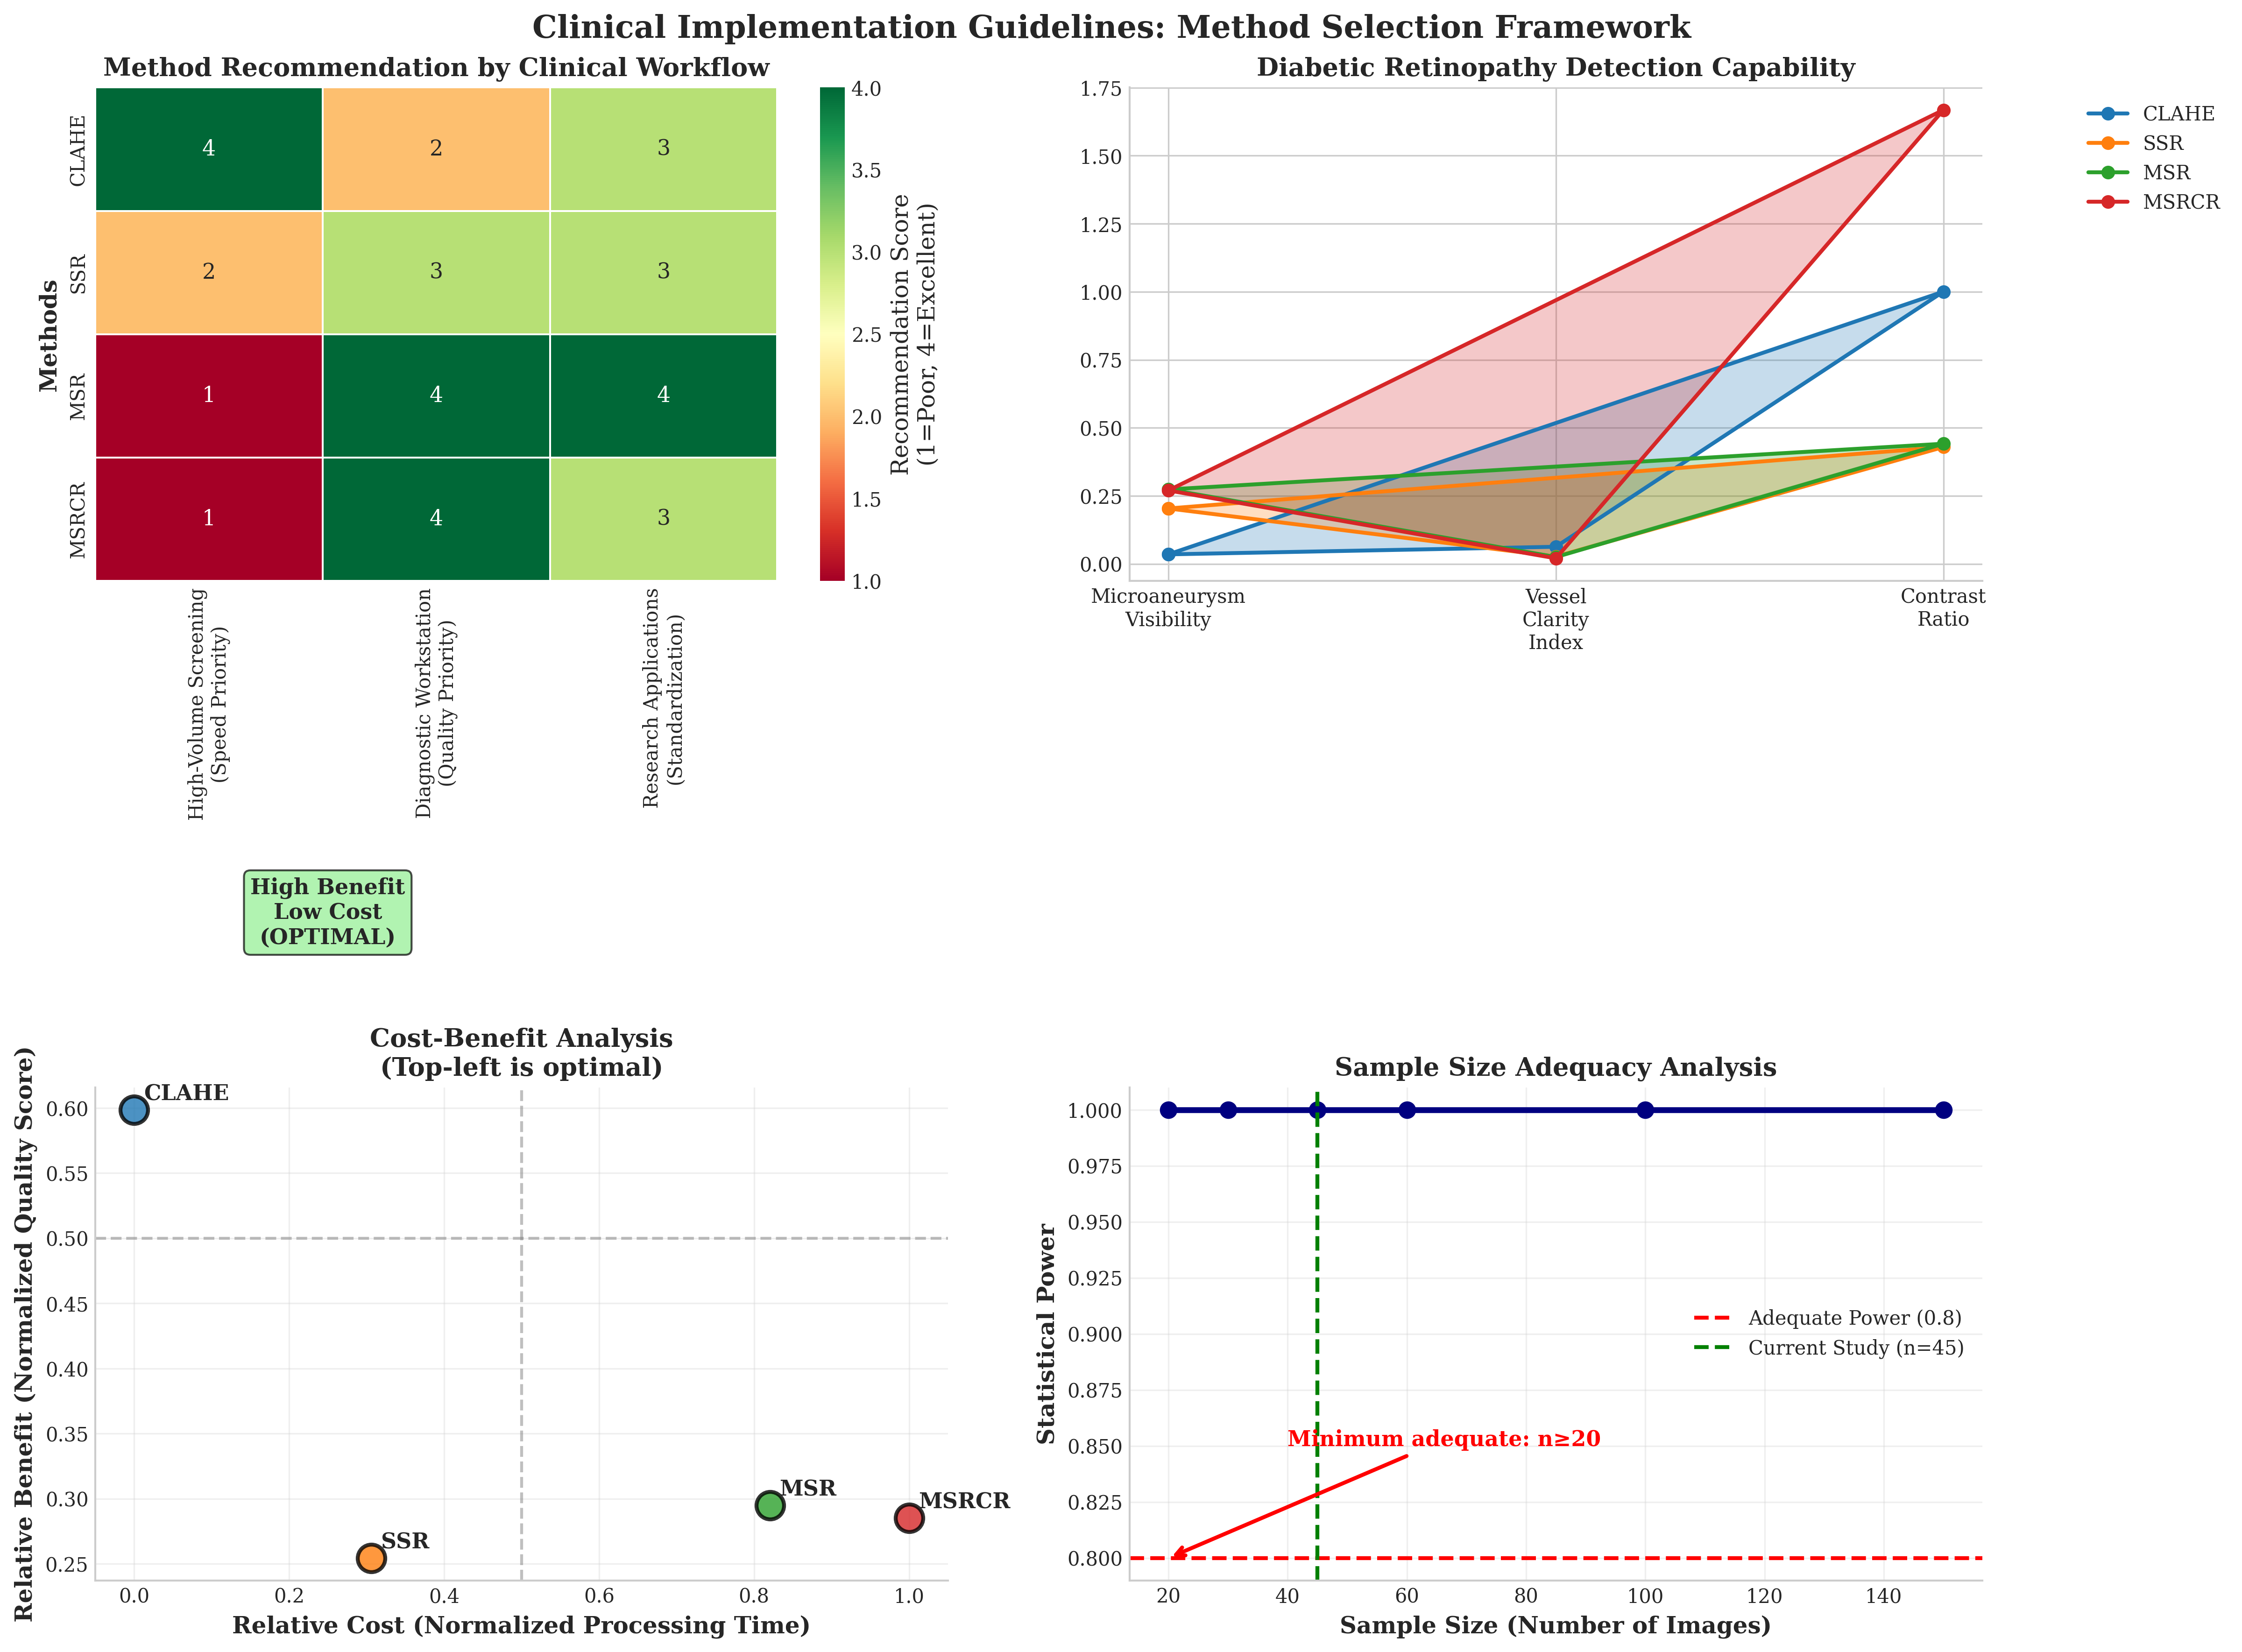 Clinical Implementation Guidelines: Method Selection Framework
Method Recommendation by Clinical Workflow
Methods
CLAHE
SSR
MSR
MSRCR
4 2 3
2 3 3
1 4 4
1 4 3
High-Volume Screening
(Speed Priority)
Diagnostic Workstation
(Quality Priority)
Research Applications
(Standardization)
4.0
3.5
3.0
2.5
2.0
1.5
1.0
Recommendation Score
(1=Poor, 4=Excellent)
Diabetic Retinopathy Detection Capability
1.75
1.50
1.25
1.00
0.75
0.50
0.25
0.00
Microaneurysm
Visibility
Vessel
Clarity
Index
Contrast
Ratio
CLAHE
SSR
MSR
MSRCR
High Benefit
Low Cost
(OPTIMAL)
Cost-Benefit Analysis
(Top-left is optimal)
Relative Benefit (Normalized Quality Score)
0.60
0.55
0.50
0.45
0.40
0.35
0.30
0.25
CLAHE
SSR
MSR
MSRCR
0.0 0.2 0.4 0.6 0.8 1.0
Relative Cost (Normalized Processing Time)
Sample Size Adequacy Analysis
Statistical Power
1.000
0.975
0.950
0.925
0.900
0.875
0.850
0.825
0.800
Adequate Power (0.8)
Current Study (n=45)
Minimum adequate: n≥20
20 40 60 80 100 120 140
Sample Size (Number of Images)